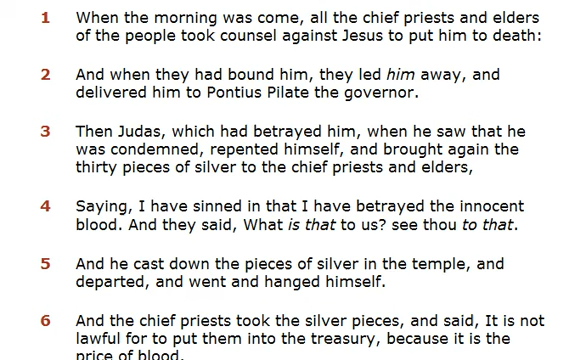 1 When the morning was come, all the chief priests and elders
of the people took counsel against Jesus to put him to death:
2 And when they had bound him, they led him away, and
delivered him to Pontius Pilate the governor.
3 Then Judas, which had betrayed him, when he saw that he
was condemned, repented himself, and brought again the
thirty pieces of silver to the chief priests and elders,
4 Saying, I have sinned in that I have betrayed the innocent
blood. And they said, What is that to us? see thou to that.
5 And he cast down the pieces of silver in the temple, and
departed, and went and hanged himself.
6 And the chief priests took the silver pieces, and said, It is not
lawful for to put them into the treasury, because it is the
price of blood.